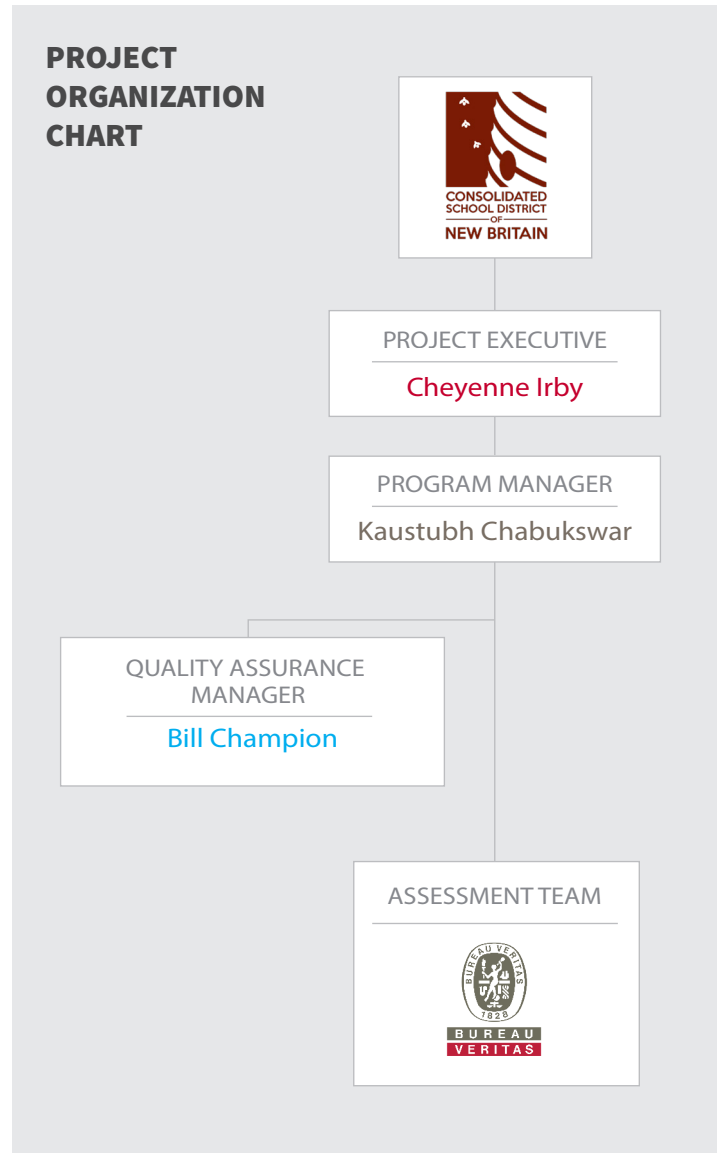 PROJECT
ORGANIZATION
CHART
CONSOLIDATED
SCHOOL DISTRICT
OF
NEW BRITAIN
PROJECT EXECUTIVE
Cheyenne Irby
PROGRAM MANAGER
Kaustubh Chabukswar
QUALITY ASSURANCE
MANAGER
Bill Champion
ASSESSMENT TEAM
BUREAU VERITAS
1828
BUREAU
VERITAS